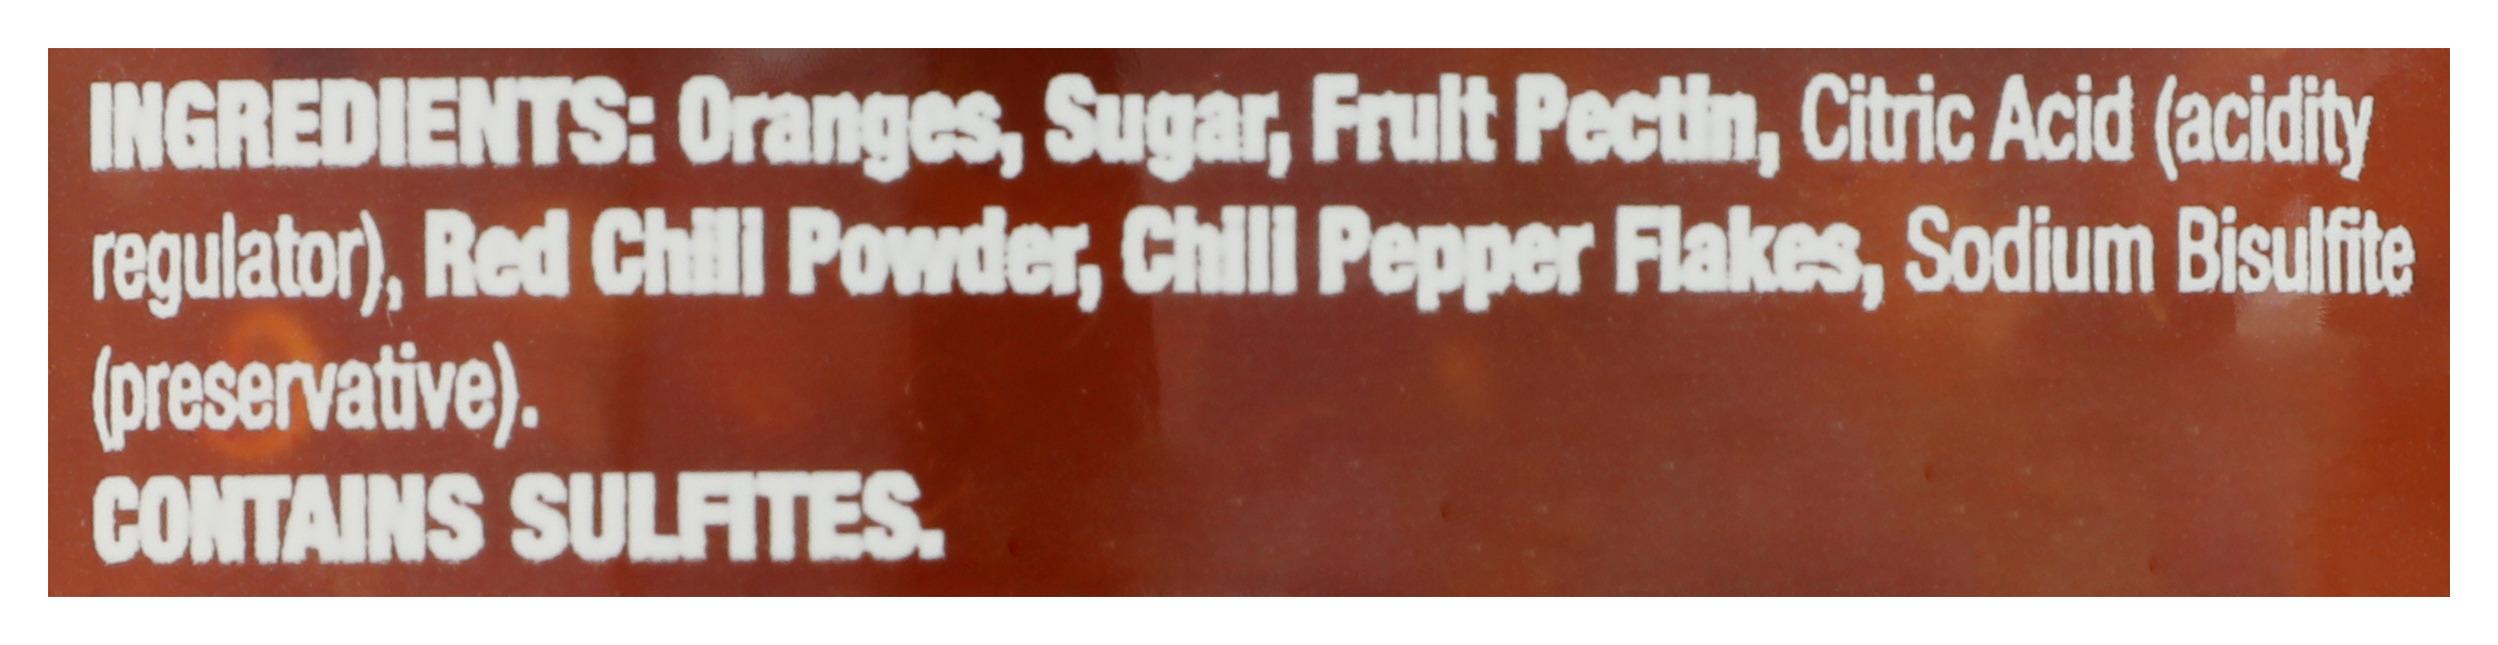 INGREDIENTS: Oranges, Sugar, Fruit Pectin, Citric Acid (acidity
regulator), Red Chili Powder, Chili Pepper Flakes, Sodium Bisulfite
(preservative).
CONTAINS SULFITES.